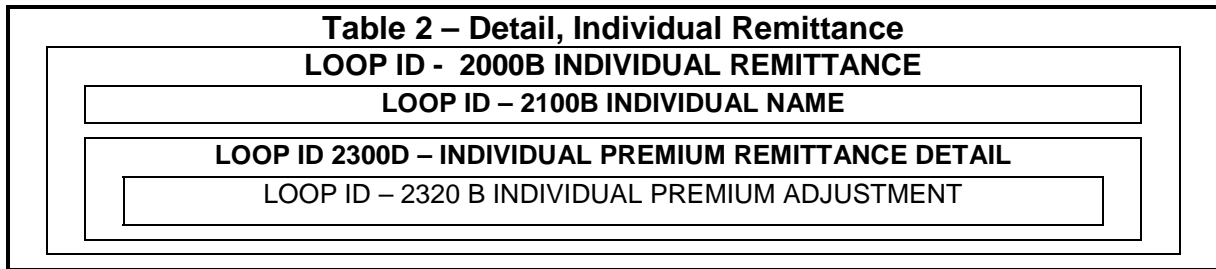 Table 2 – Detail, Individual Remittance
LOOP ID - 2000B INDIVIDUAL REMITTANCE
LOOP ID – 2100B INDIVIDUAL NAME
LOOP ID 2300D – INDIVIDUAL PREMIUM REMITTANCE DETAIL
LOOP ID – 2320 B INDIVIDUAL PREMIUM ADJUSTMENT